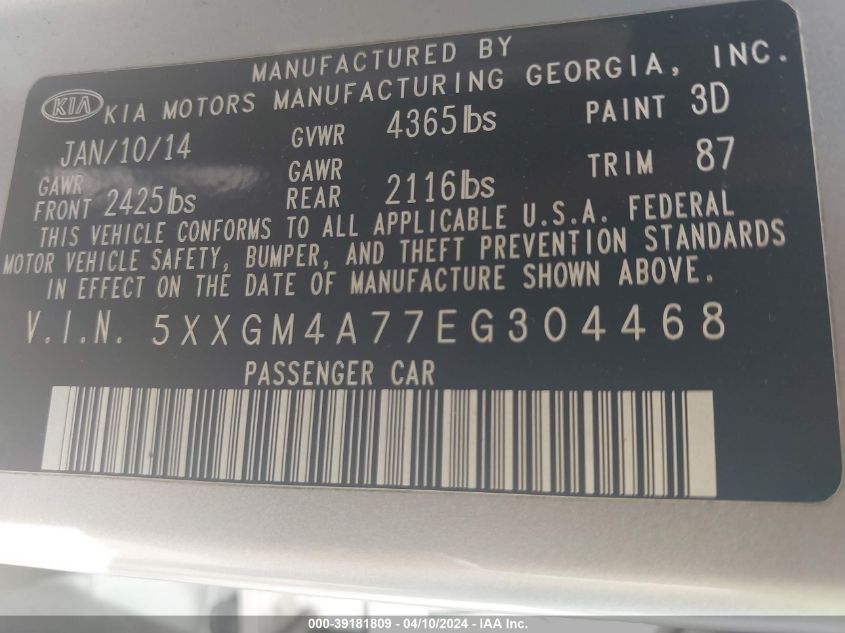 MANUFACTURED BY
KIA KIA MOTORS MANUFACTURING GEORGIA, INC.
JAN/10/14 GVWR 4365lbs PAINT 3D
GAWR FRONT 2425lbs GAWR REAR 2116lbs TRIM 87
THIS VEHICLE CONFORMS TO ALL APPLICABLE U.S.A. FEDERAL
MOTOR VEHICLE SAFETY, BUMPER, AND THEFT PREVENTION STANDARDS
IN EFFECT ON THE DATE OF MANUFACTURE SHOWN ABOVE.
V.I.N. 5XXGM4A77EG304468
PASSENGER CAR
000-39181809 - 04/10/2024 - IAA Inc.